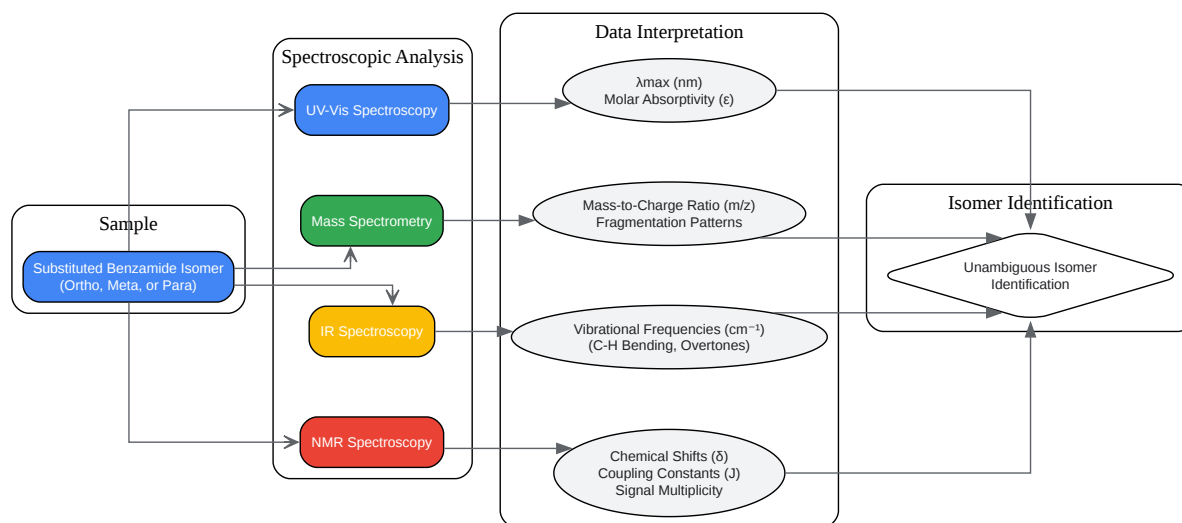 Sample
Substituted Benzamide Isomer
(Ortho, Meta, or Para)
Spectroscopic Analysis
UV-Vis Spectroscopy
Mass Spectrometry
IR Spectroscopy
NMR Spectroscopy
Data Interpretation
λmax (nm)
Molar Absorptivity (ε)
Mass-to-Charge Ratio (m/z)
Fragmentation Patterns
Vibrational Frequencies (cm⁻¹)
(C-H Bending, Overtones)
Chemical Shifts (δ)
Coupling Constants (J)
Signal Multiplicity
Isomer Identification
Unambiguous Isomer
Identification